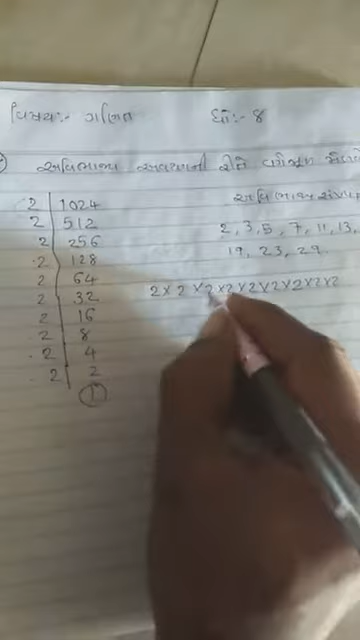 વિષય:- ગણિત ધો:- ૮
અવિભાજ્ય અવયવની રીતે
2 | 1024
2 | 512
2 | 256
2 | 128
2 | 64
2 | 32
2 | 16
2 | 8
2 | 4
2 | 2
1
અવિભાજ્ય
2, 3, 5, 7, 11, 13,
19, 23, 29.
2 × 2 × 2 × 2 × 2 × 2 × 2 × 2 × 2